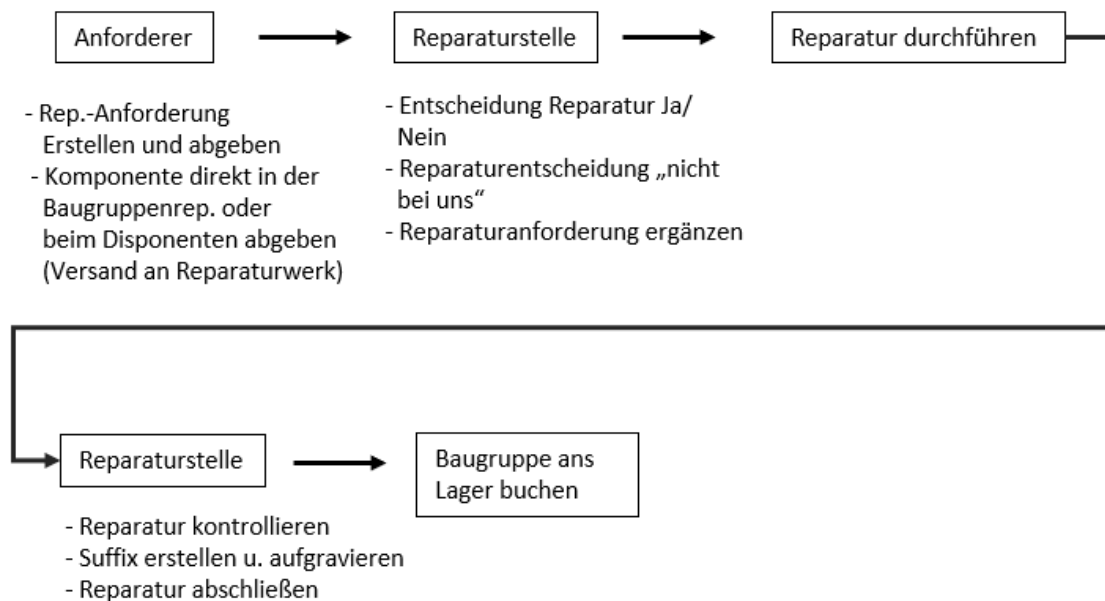 Anforderer
Reparaturstelle
Reparatur durchführen
- Rep.-Anforderung
Erstellen und abgeben
- Komponente direkt in der
Baugruppenrep. oder
beim Disponenten abgeben
(Versand an Reparaturwerk)
- Entscheidung Reparatur Ja/
Nein
- Reparaturentscheidung „nicht
bei uns“
- Reparaturanforderung ergänzen
Reparaturstelle
Baugruppe ans
Lager buchen
- Reparatur kontrollieren
- Suffix erstellen u. aufgravieren
- Reparatur abschließen